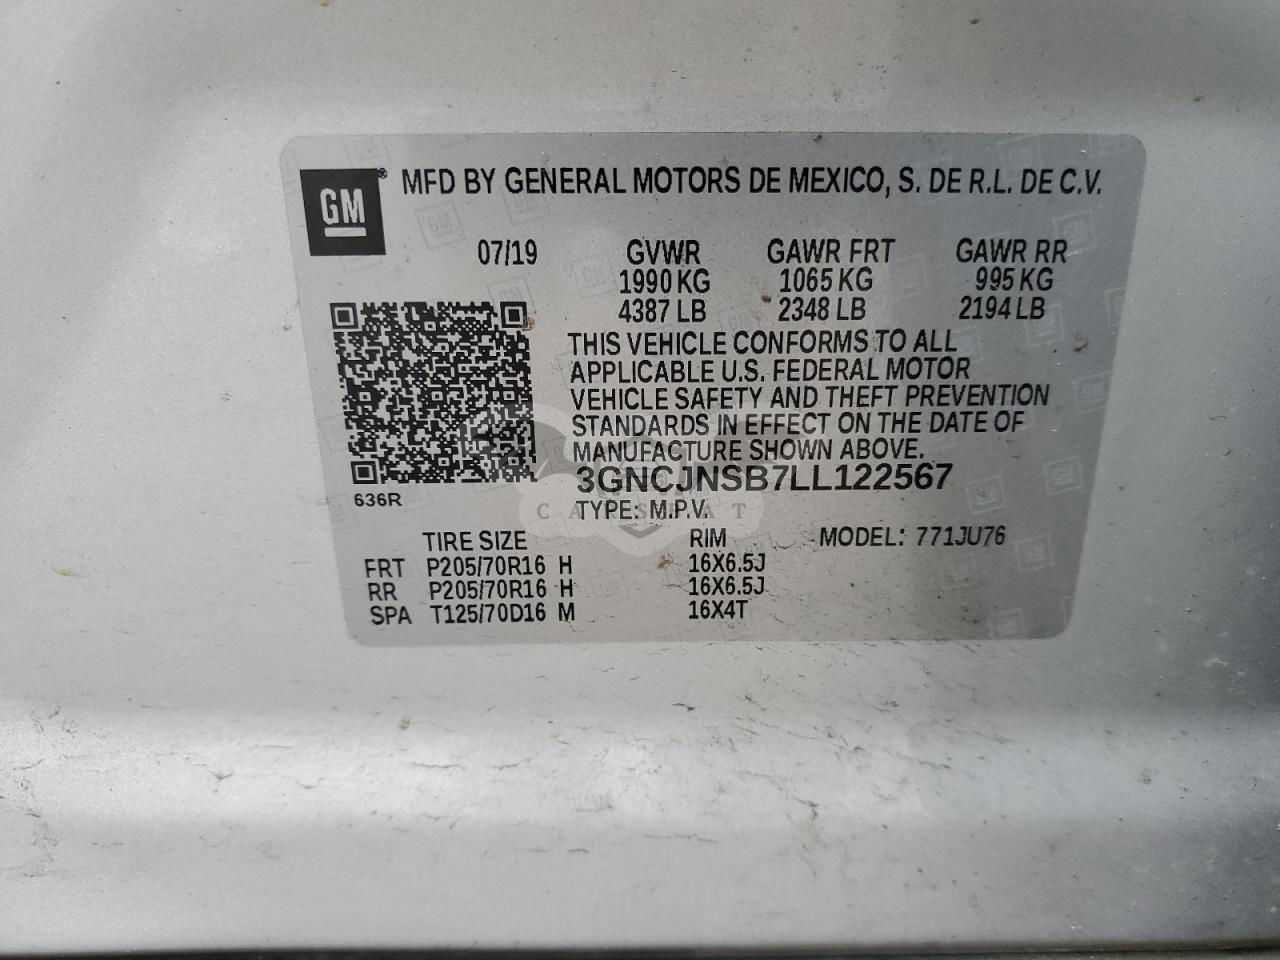 GM® MFD BY GENERAL MOTORS DE MEXICO, S. DE R.L. DE C.V.
07/19 GVWR GAWR FRT GAWR RR
1990 KG 1065 KG 995 KG
4387 LB 2348 LB 2194 LB
THIS VEHICLE CONFORMS TO ALL
APPLICABLE U.S. FEDERAL MOTOR
VEHICLE SAFETY AND THEFT PREVENTION
STANDARDS IN EFFECT ON THE DATE OF
MANUFACTURE SHOWN ABOVE.
3GNCJNSB7LL122567
636R
TYPE: M.P.V.
TIRE SIZE RIM MODEL: 771JU76
FRT P205/70R16 H 16X6.5J
RR P205/70R16 H 16X6.5J
SPA T125/70D16 M 16X4T